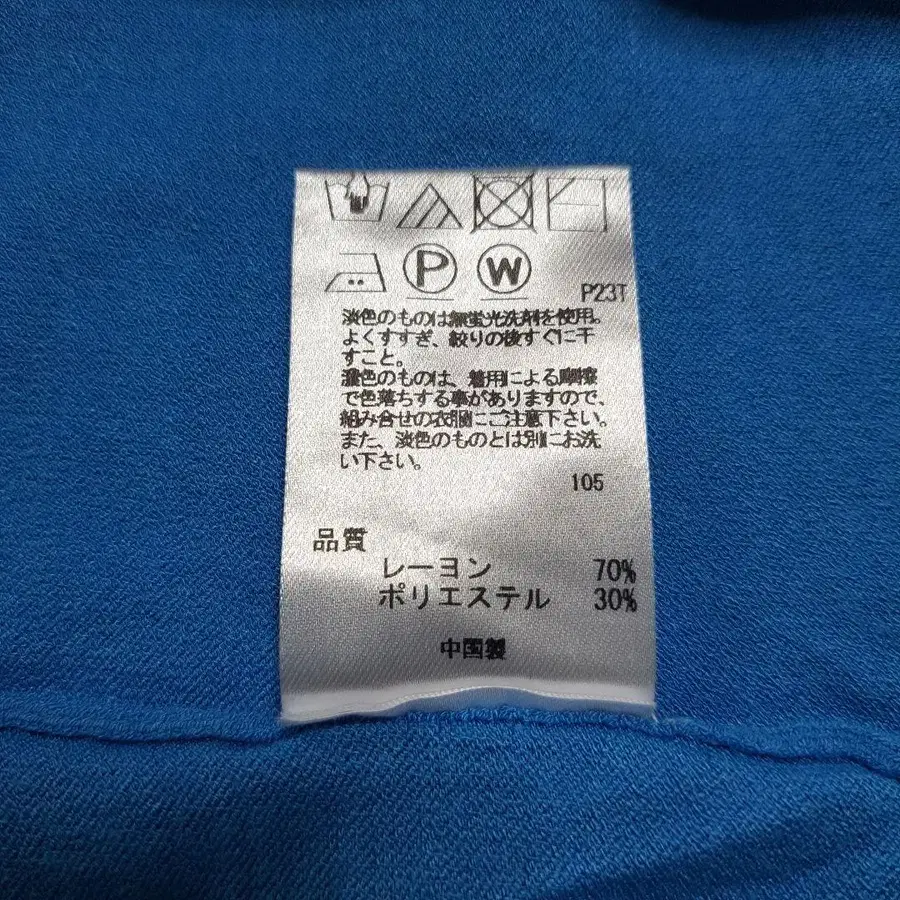 P W
P23T
淡色のものは無蛍光洗剤を使用。
よくすすぎ、絞りの後すぐに干
すこと。
濃色のものは、着用による摩擦
で色落ちする事がありますので、
組み合せの衣服にご注意下さい。
また、淡色のものとは別にお洗
い下さい。
105
品質
レーヨン 70%
ポリエステル 30%
中国製